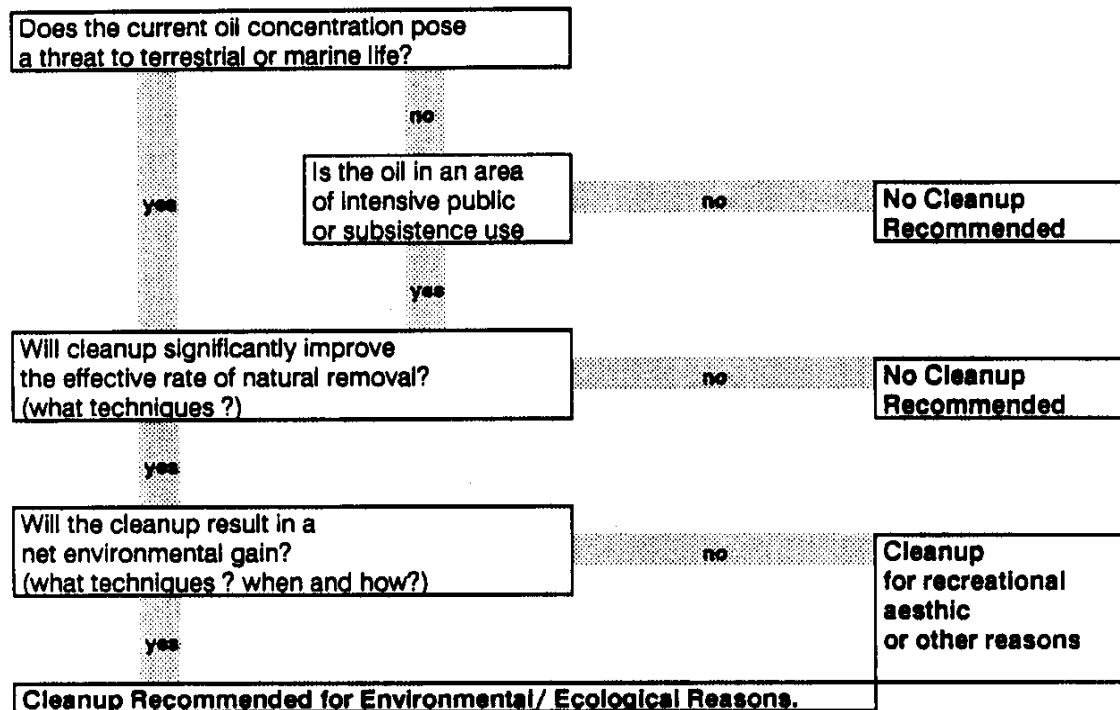 Does the current oil concentration pose
a threat to terrestrial or marine life?
no
Is the oil in an area
of intensive public
or subsistence use
yes
no
No Cleanup
Recommended
yes
Will cleanup significantly improve
the effective rate of natural removal?
(what techniques ?)
no
No Cleanup
Recommended
yes
Will the cleanup result in a
net environmental gain?
(what techniques ? when and how?)
no
Cleanup
for recreational
aesthic
or other reasons
yes
Cleanup Recommended for Environmental/ Ecological Reasons.